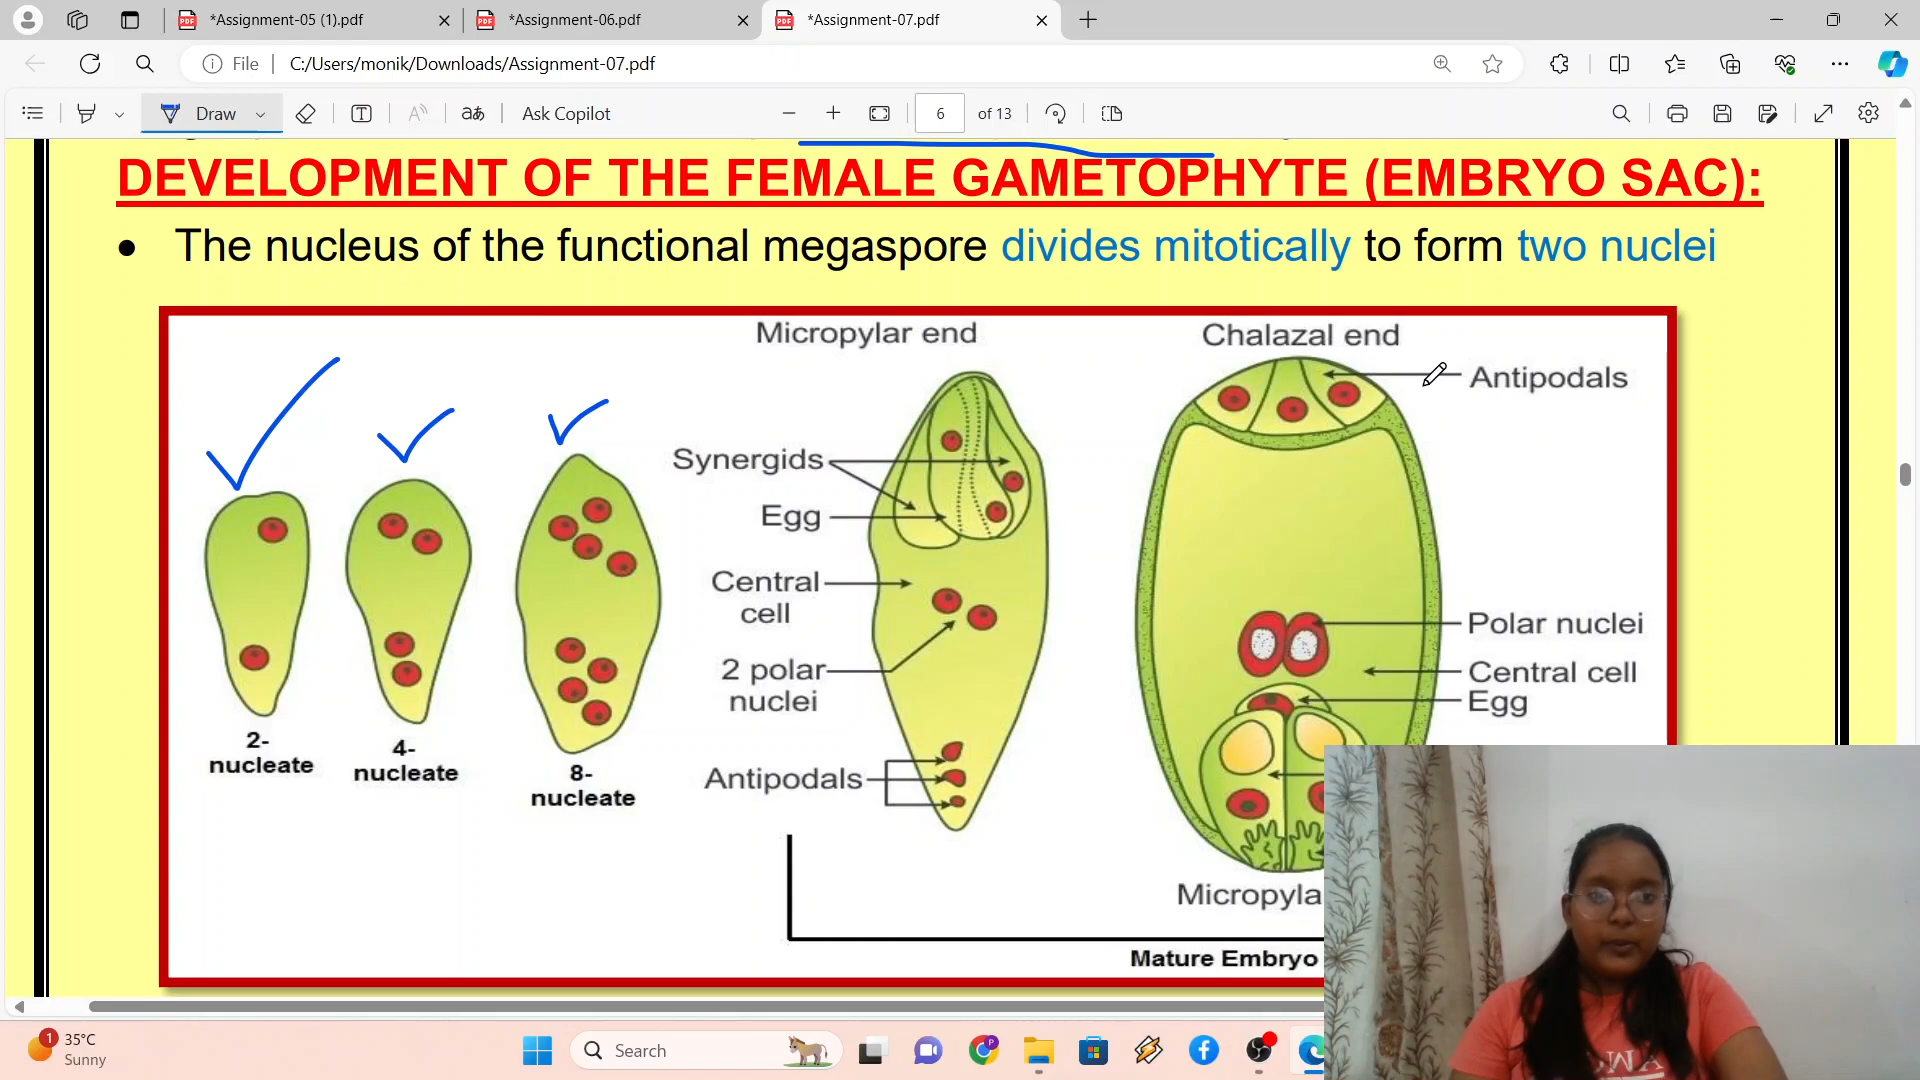 *Assignment-05 (1).pdf
*Assignment-06.pdf
*Assignment-07.pdf
File
C:/Users/monik/Downloads/Assignment-07.pdf
Draw
Ask Copilot
6
of 13
DEVELOPMENT OF THE FEMALE GAMETOPHYTE (EMBRYO SAC):
● The nucleus of the functional megaspore divides mitotically to form two nuclei
Micropylar end
Chalazal end
Antipodals
Synergids
Egg
Central
cell
2 polar
nuclei
Antipodals
Polar nuclei
Central cell
Egg
2-
nucleate
4-
nucleate
8-
nucleate
Micropyla
Mature Embryo
1
35°C
Sunny
Search